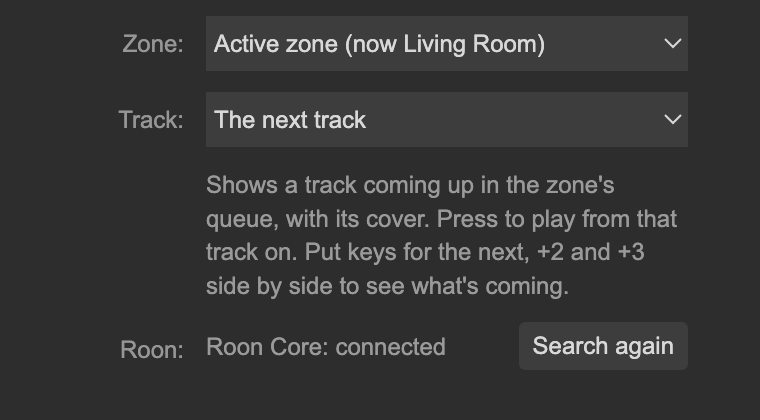 Zone: Active zone (now Living Room)
Track: The next track
Shows a track coming up in the zone's
queue, with its cover. Press to play from that
track on. Put keys for the next, +2 and +3
side by side to see what's coming.
Roon: Roon Core: connected Search again